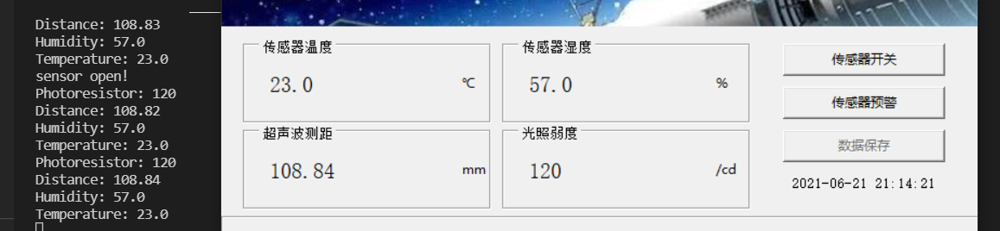 Distance: 108.83
Humidity: 57.0
Temperature: 23.0
sensor open!
Photoresistor: 120
Distance: 108.82
Humidity: 57.0
Temperature: 23.0
Photoresistor: 120
Distance: 108.84
Humidity: 57.0
Temperature: 23.0
传感器温度
23.0 ℃
传感器湿度
57.0 %
超声波测距
108.84 mm
光照弱度
120 /cd
传感器开关
传感器预警
数据保存
2021-06-21 21:14:21